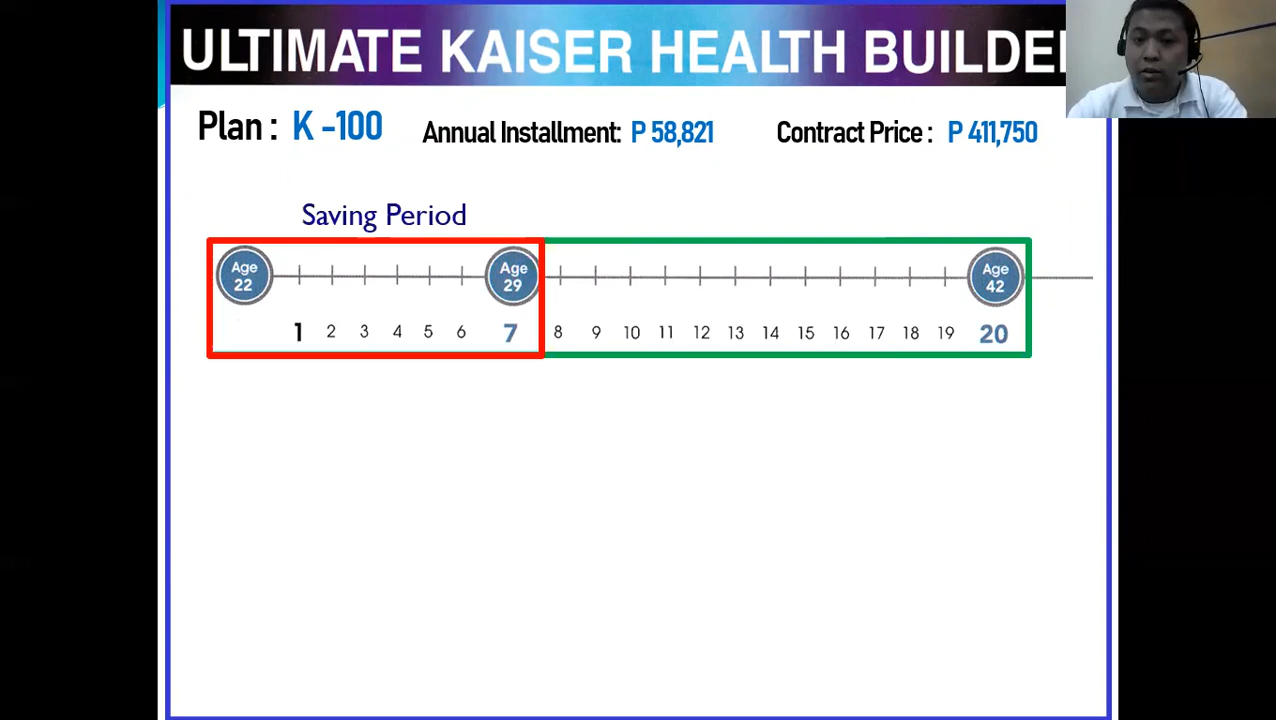 ULTIMATE KAISER HEALTH BUILDE
Plan : K -100 Annual Installment: P 58,821 Contract Price : P 411,750
Saving Period
Age 22 Age 29 Age 42
1 2 3 4 5 6 7 8 9 10 11 12 13 14 15 16 17 18 19 20